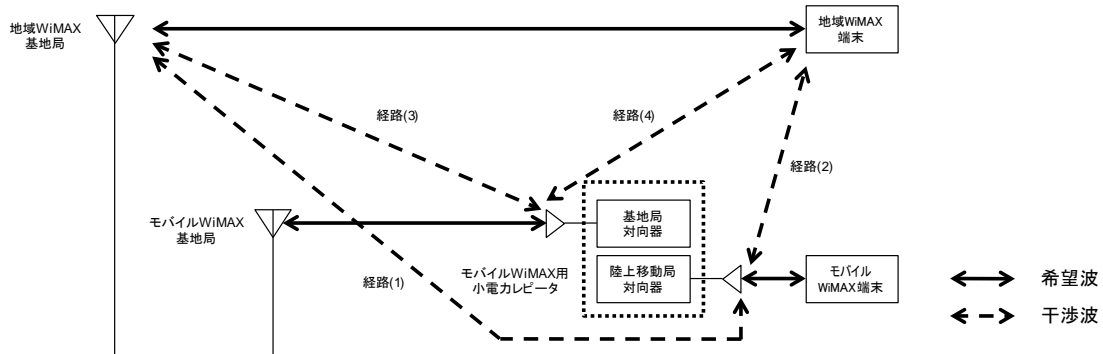 地域WiMAX
基地局
地域WiMAX
端末
経路(3)
経路(4)
経路(2)
モバイルWiMAX
基地局
基地局
対向器
モバイルWiMAX用
小電力レピータ
陸上移動局
対向器
モバイル
WiMAX端末
経路(1)
希望波
干渉波